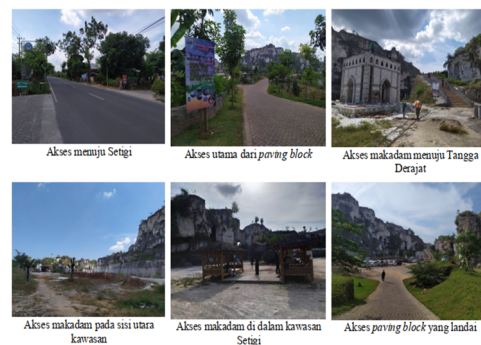 Akses menuju Setigi
Akses utama dari paving block
Akses makadam menuju Tangga
Derajat
Akses makadam pada sisi utara
kawasan
Akses makadam di dalam kawasan
Setigi
Akses paving block yang landai